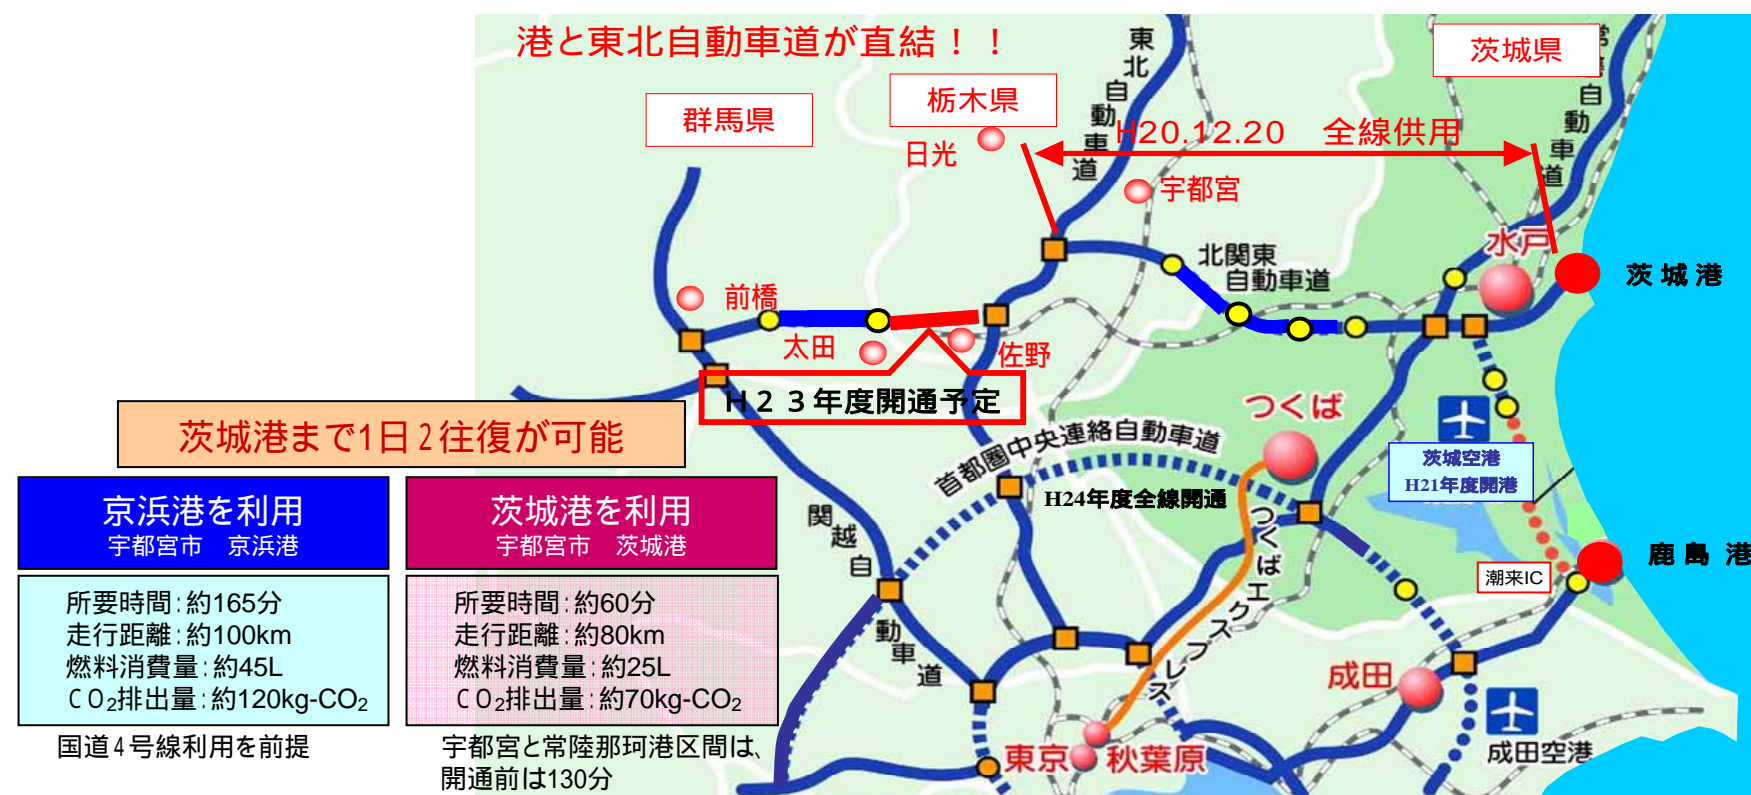 港と東北自動車道が直結！！
群馬県
栃木県
茨城県
東北自動車道
常磐自動車道
日光
H20.12.20　全線供用
宇都宮
水戸
北関東
自動車道
茨城港
前橋
太田
佐野
H２３年度開通予定
つくば
首都圏中央連絡自動車道
H24年度全線開通
茨城空港
H21年度開港
関越自動車道
つくばエクスプレス
潮来IC
鹿島港
成田
成田空港
東京
秋葉原
茨城港まで1日2往復が可能
京浜港を利用
宇都宮市　京浜港
所要時間：約165分
走行距離：約100km
燃料消費量：約45L
CO₂排出量：約120kg-CO₂
国道4号線利用を前提
茨城港を利用
宇都宮市　茨城港
所要時間：約60分
走行距離：約80km
燃料消費量：約25L
CO₂排出量：約70kg-CO₂
宇都宮と常陸那珂港区間は、
開通前は130分